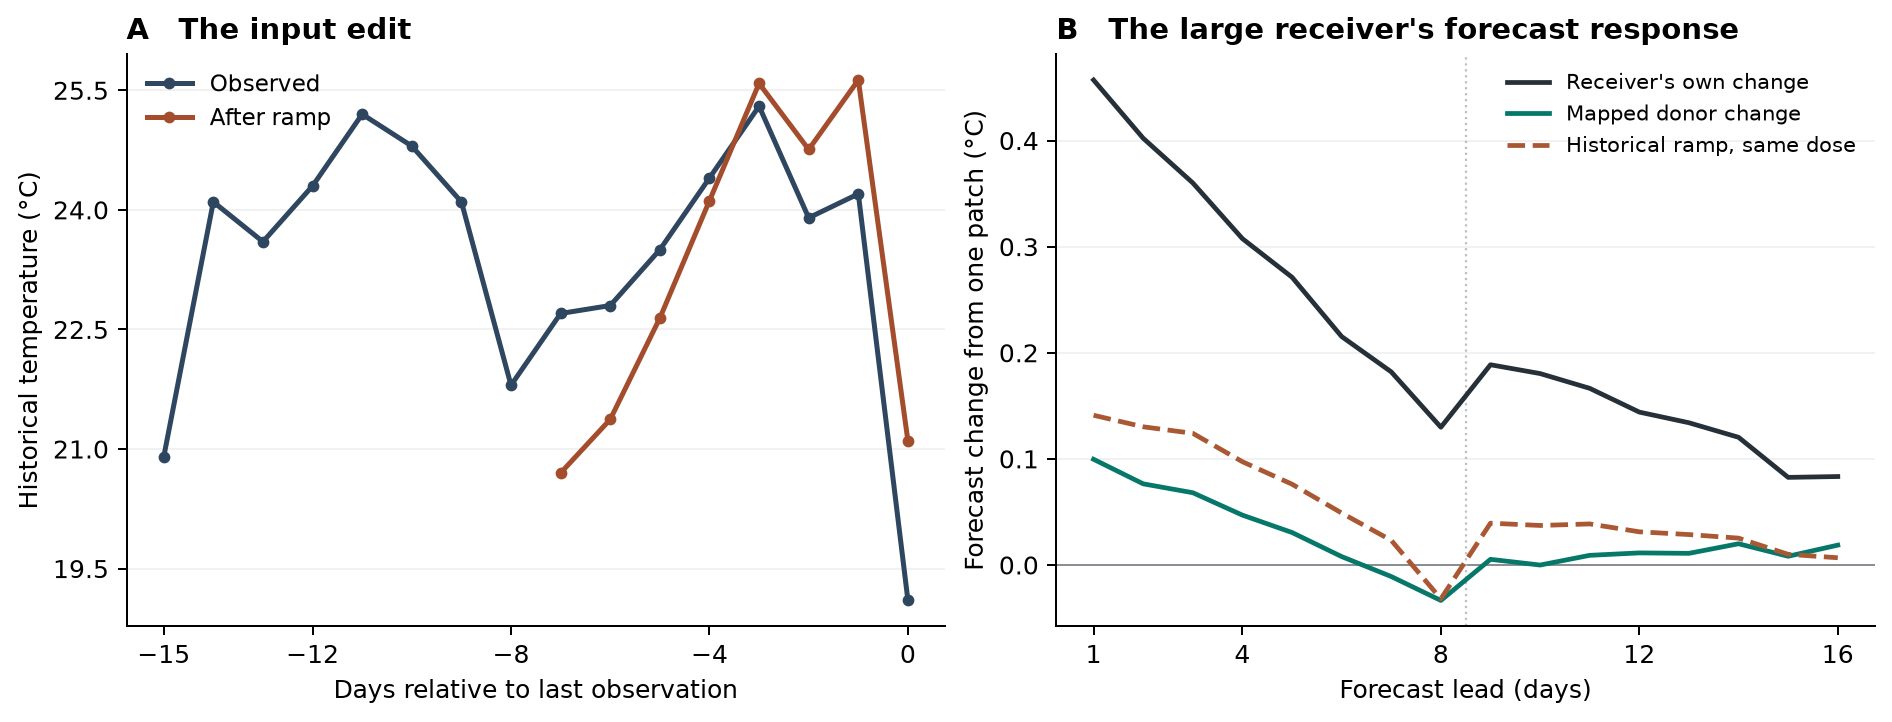 A The input edit
Observed
After ramp
Historical temperature (°C)
25.5
24.0
22.5
21.0
19.5
−15
−12
−8
−4
0
Days relative to last observation
B The large receiver's forecast response
Receiver's own change
Mapped donor change
Historical ramp, same dose
Forecast change from one patch (°C)
0.4
0.3
0.2
0.1
0.0
1
4
8
12
16
Forecast lead (days)